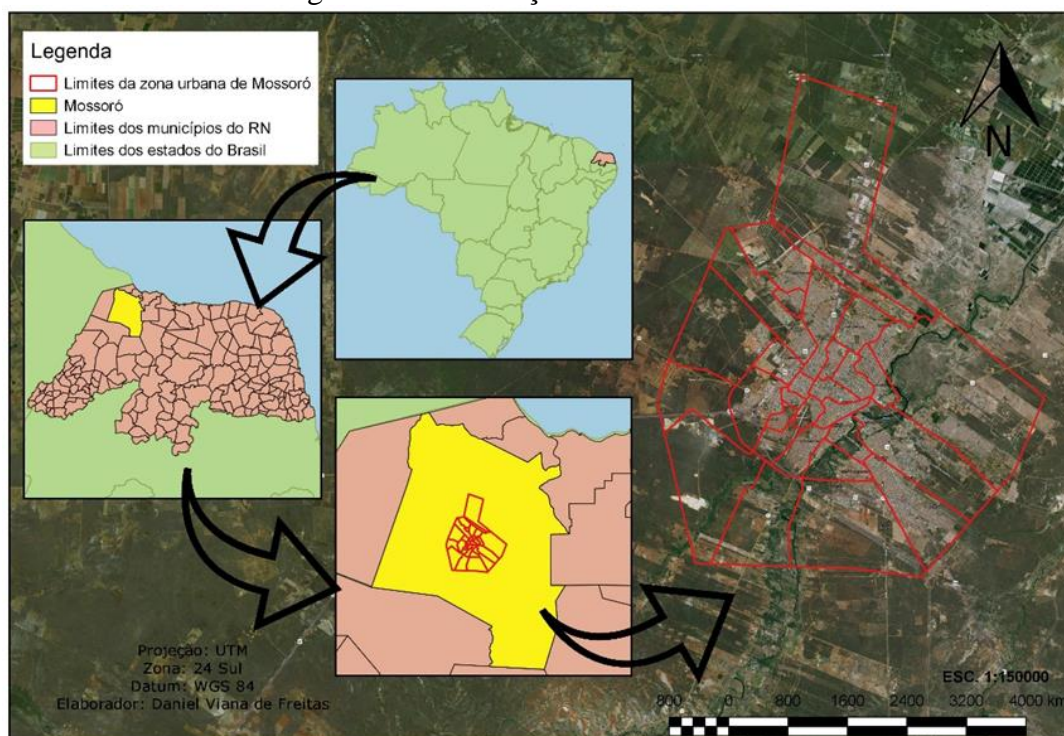 Legenda
Limites da zona urbana de Mossoró
Mossoró
Limites dos municípios do RN
Limites dos estados do Brasil
N
Projeção: UTM
Zona: 24 Sul
Datum: WGS 84
Elaborador: Daniel Viana de Freitas
ESC. 1:150000
800 0 800 1600 2400 3200 4000 km